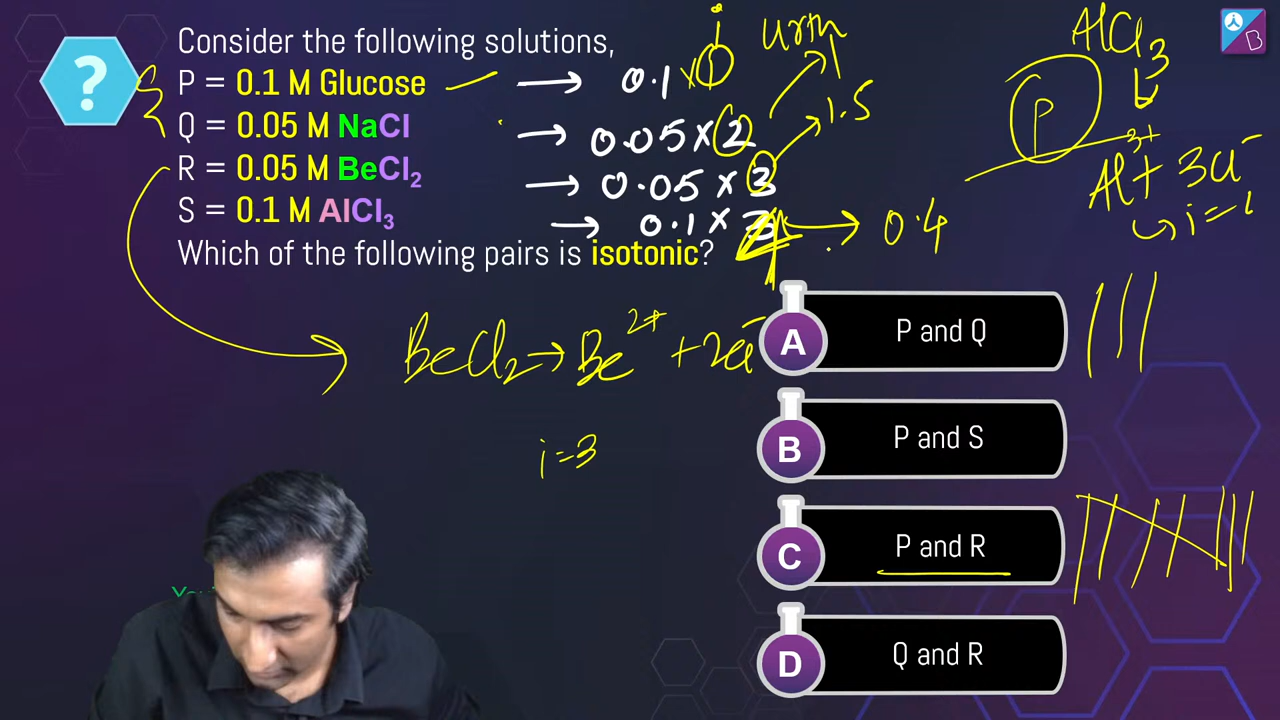 Consider the following solutions,
P = 0.1 M Glucose → 0.1 × 1
i
Q = 0.05 M NaCl → 0.05 × 2
R = 0.05 M BeCl₂ → 0.05 × 3
1.5
S = 0.1 M AlCl₃ → 0.1 ×
→ 0.4
Which of the following pairs is isotonic?
AlCl₃
P
Al³⁺ + 3Cl⁻
BeCl₂ → Be²⁺ + 2Cl⁻
i = 3
A P and Q
B P and S
C P and R
D Q and R
B